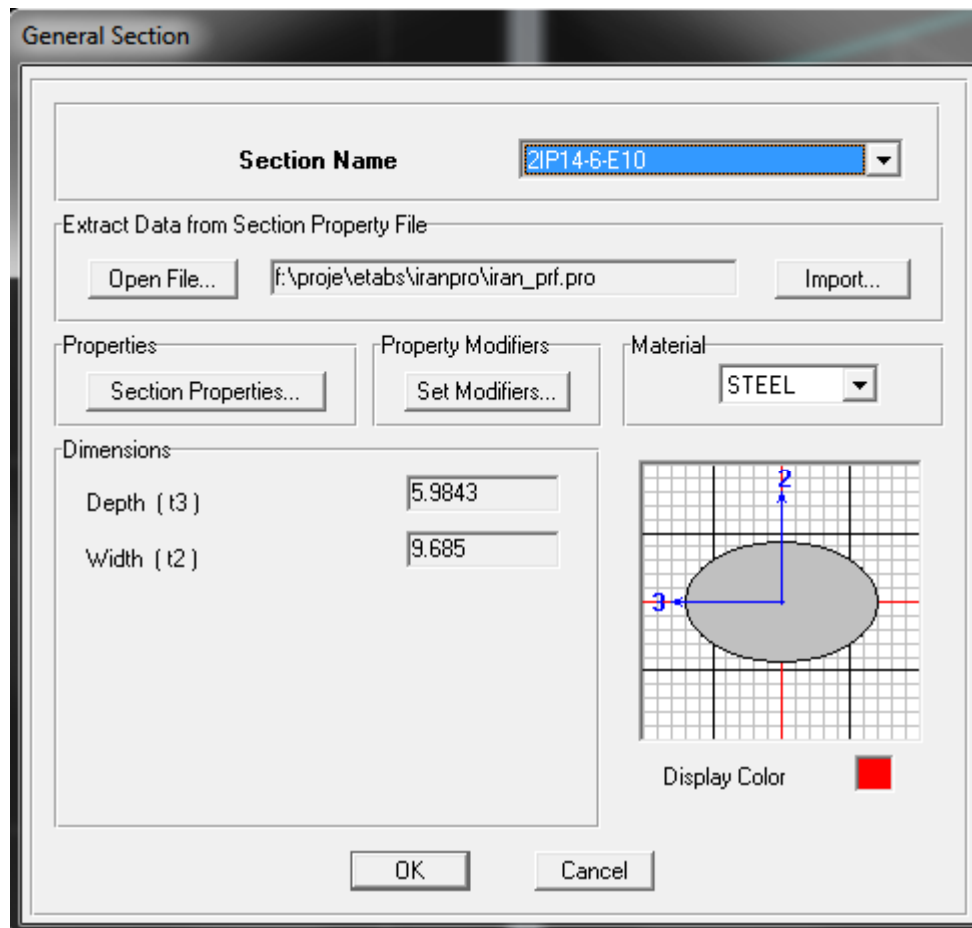 General Section
Section Name 2IP14-6-E10
Extract Data from Section Property File
Open File... f:\proje\etabs\iranpro\iran_prf.pro Import...
Properties Property Modifiers Material
Section Properties... Set Modifiers... STEEL
Dimensions
Depth ( t3 ) 5.9843
Width ( t2 ) 9.685
2
3
Display Color
OK Cancel